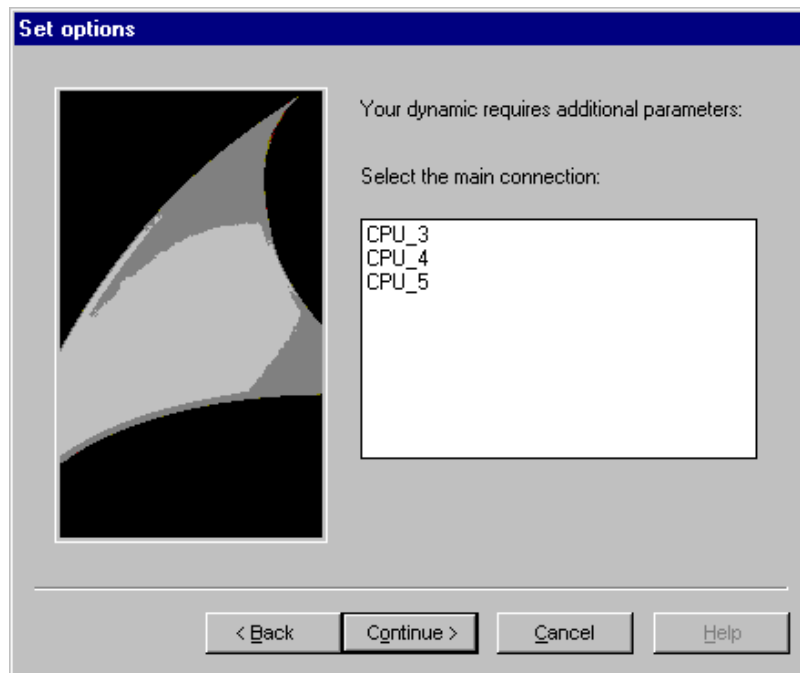 Set options
Your dynamic requires additional parameters:
Select the main connection:
CPU_3
CPU_4
CPU_5
< Back
Continue >
Cancel
Help